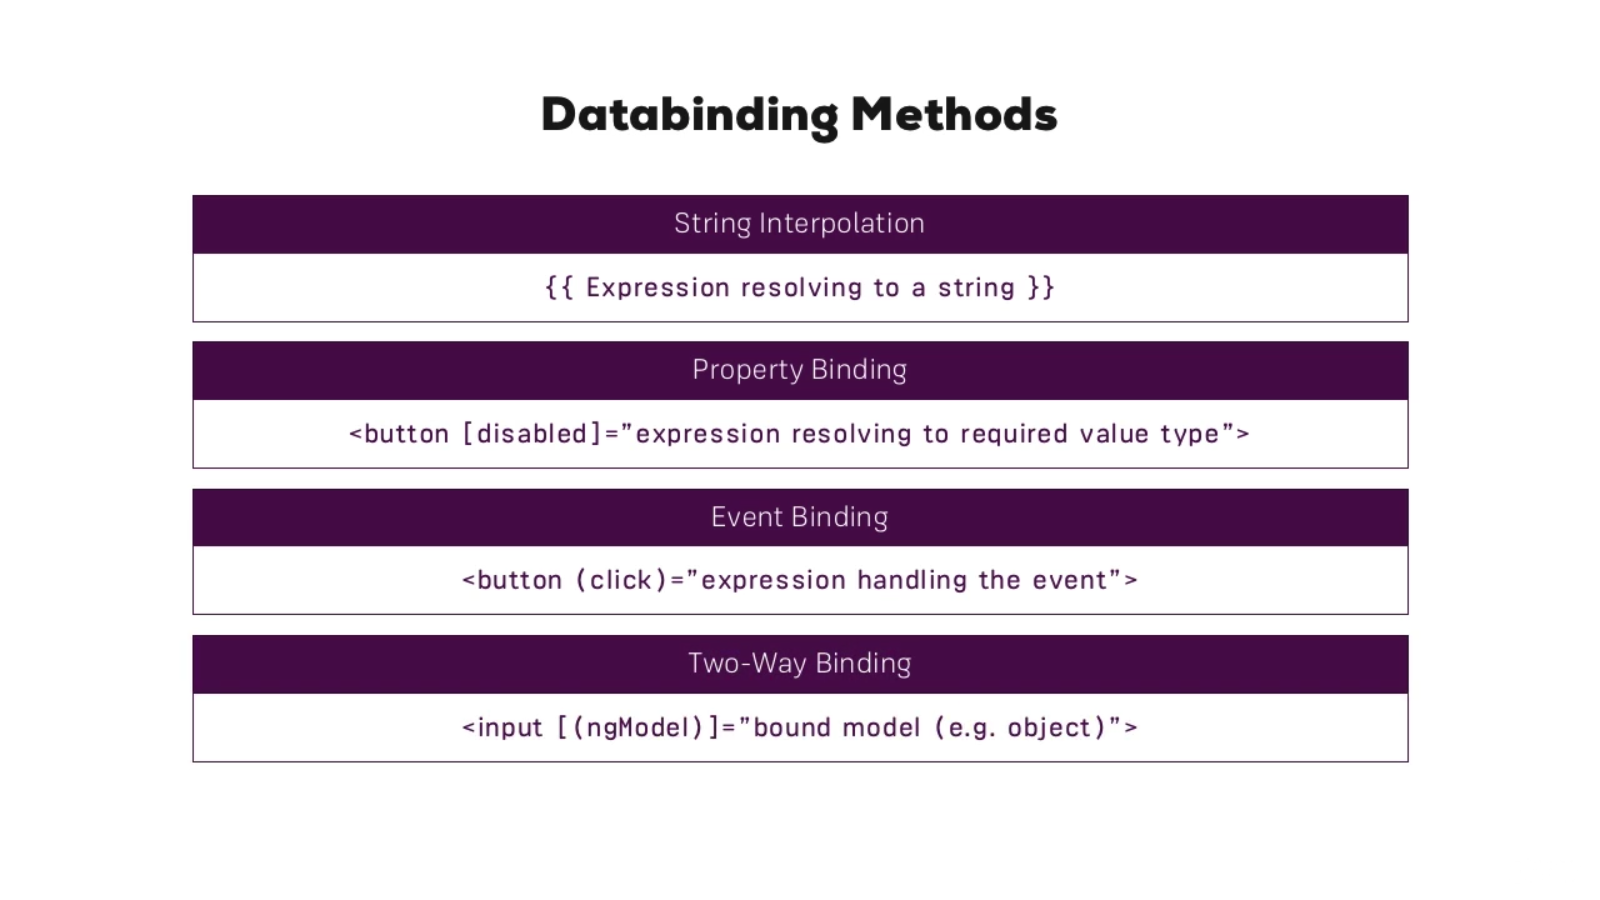 Databinding Methods
String Interpolation
{{ Expression resolving to a string }}
Property Binding
<button [disabled]=”expression resolving to required value type”>
Event Binding
<button (click)=”expression handling the event”>
Two-Way Binding
<input [(ngModel)]=”bound model (e.g. object)”>